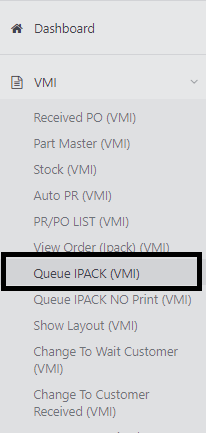 Dashboard
VMI
Received PO (VMI)
Part Master (VMI)
Stock (VMI)
Auto PR (VMI)
PR/PO LIST (VMI)
View Order (Ipack) (VMI)
Queue IPACK (VMI)
Queue IPACK NO Print (VMI)
Show Layout (VMI)
Change To Wait Customer
(VMI)
Change To Customer
Received (VMI)